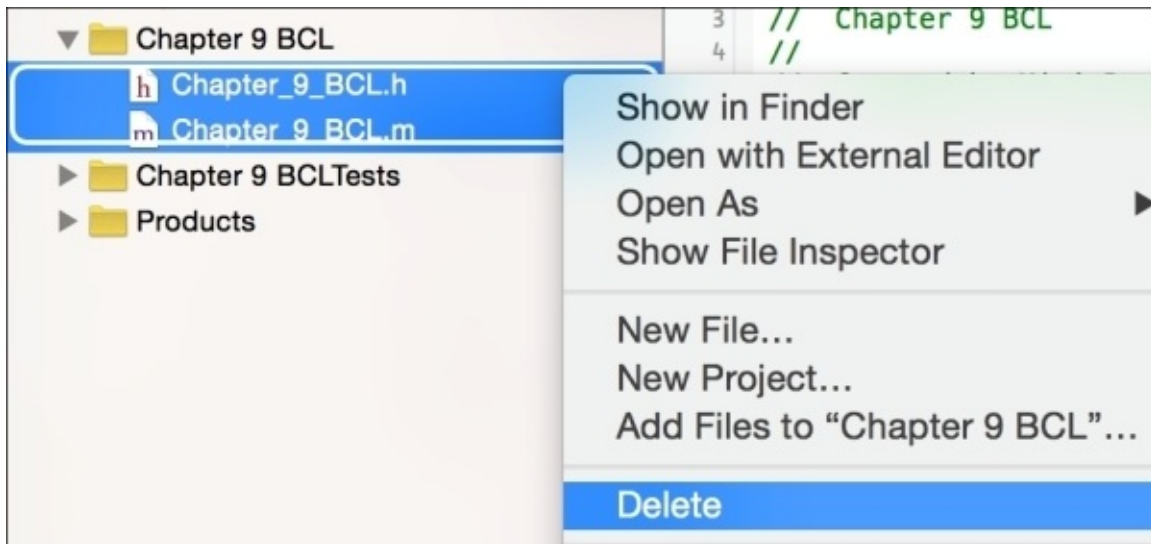 Chapter 9 BCL
Chapter_9_BCL.h
Chapter_9_BCL.m
Chapter 9 BCLTests
Products
3 // Chapter 9 BCL
4 //
Show in Finder
Open with External Editor
Open As
Show File Inspector
New File...
New Project...
Add Files to “Chapter 9 BCL”...
Delete